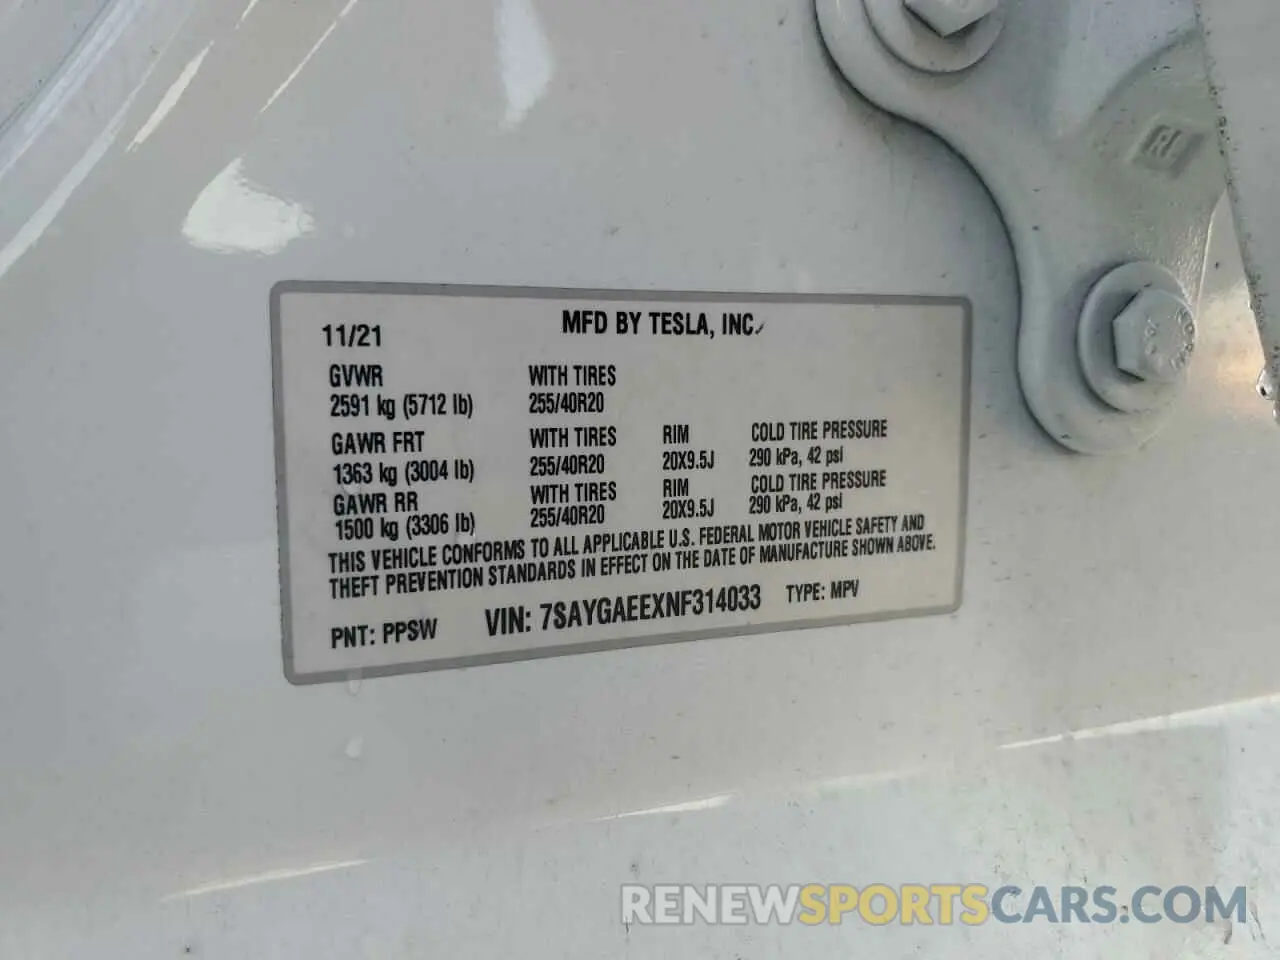 11/21 MFD BY TESLA, INC.
GVWR WITH TIRES
2591 kg (5712 lb) 255/40R20
GAWR FRT WITH TIRES RIM COLD TIRE PRESSURE
1363 kg (3004 lb) 255/40R20 20X9.5J 290 kPa, 42 psi
GAWR RR WITH TIRES RIM COLD TIRE PRESSURE
1500 kg (3306 lb) 255/40R20 20X9.5J 290 kPa, 42 psi
THIS VEHICLE CONFORMS TO ALL APPLICABLE U.S. FEDERAL MOTOR VEHICLE SAFETY AND
THEFT PREVENTION STANDARDS IN EFFECT ON THE DATE OF MANUFACTURE SHOWN ABOVE.
PNT: PPSW VIN: 7SAYGAEEXNF314033 TYPE: MPV
RL
RENEWSPORTSCARS.COM